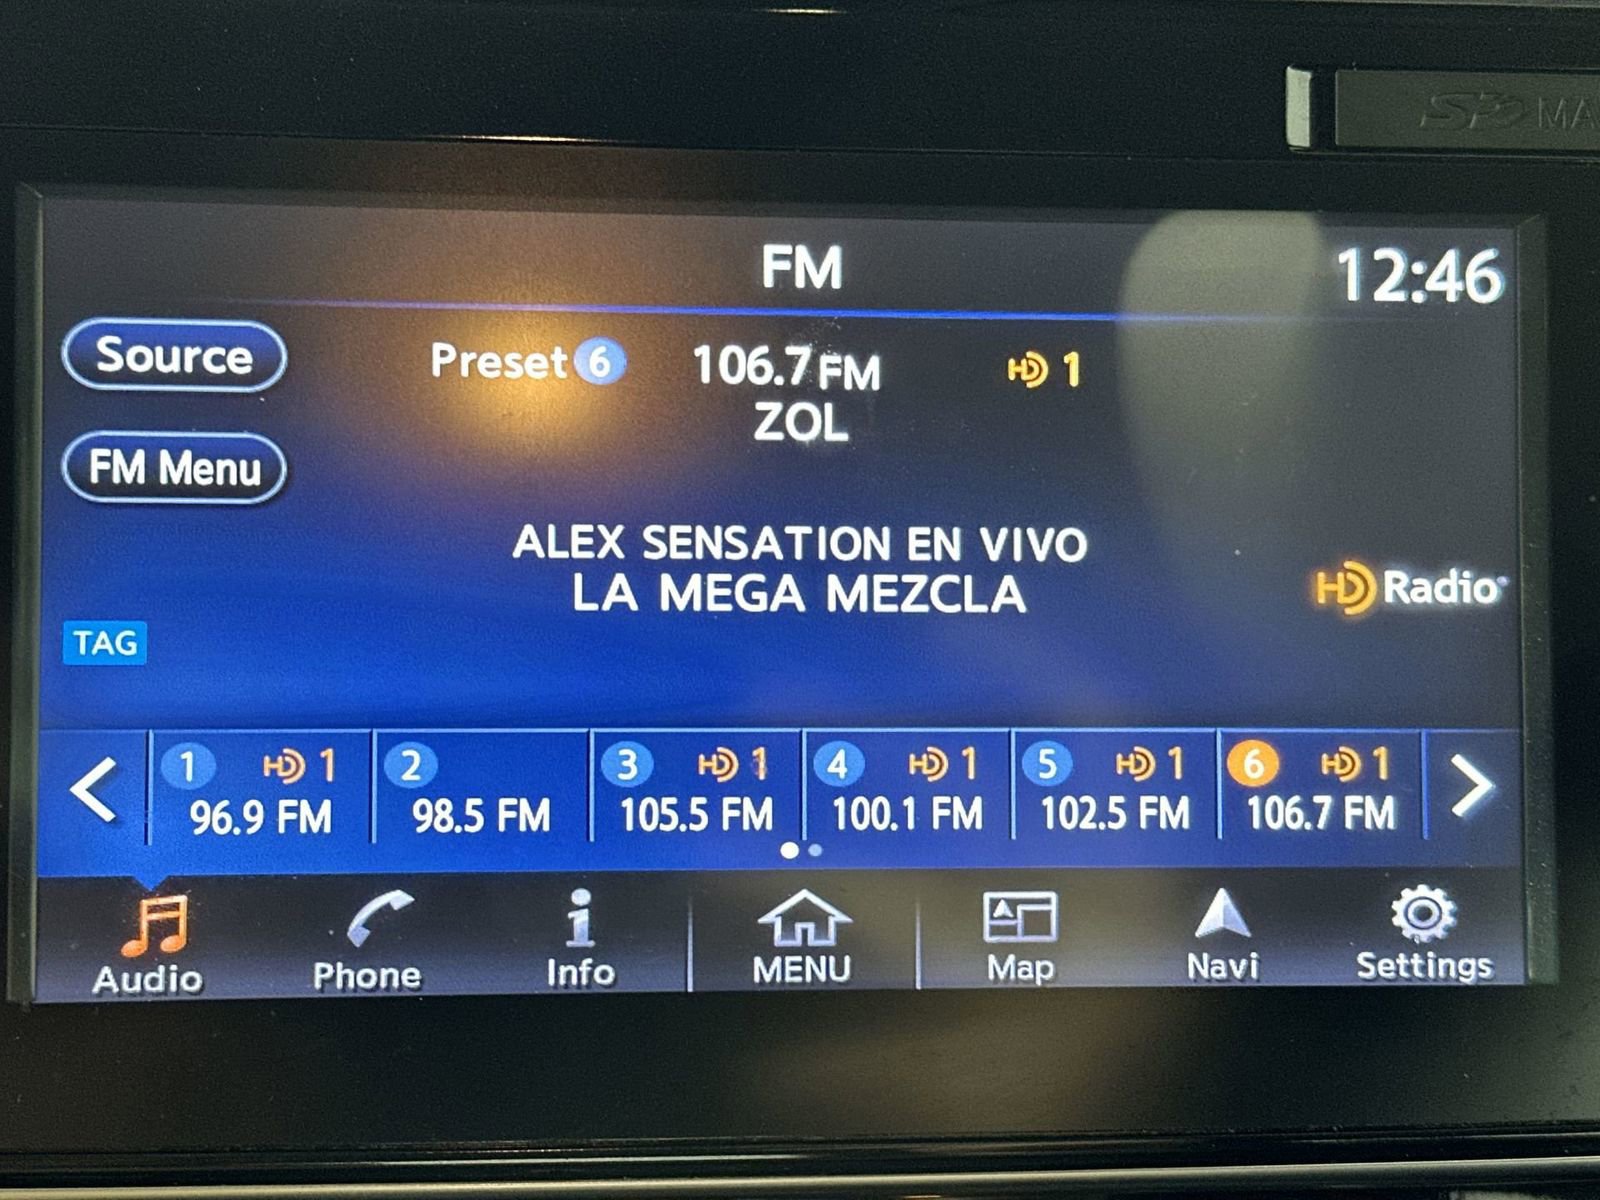 MA
FM
12:46
Source
Preset 6 106.7 FM HD 1
ZOL
FM Menu
ALEX SENSATION EN VIVO
LA MEGA MEZCLA
HD Radio
TAG
1 HD 1
96.9 FM
2
98.5 FM
3 HD 1
105.5 FM
4 HD 1
100.1 FM
5 HD 1
102.5 FM
6 HD 1
106.7 FM
Audio
Phone
Info
MENU
Map
Navi
Settings